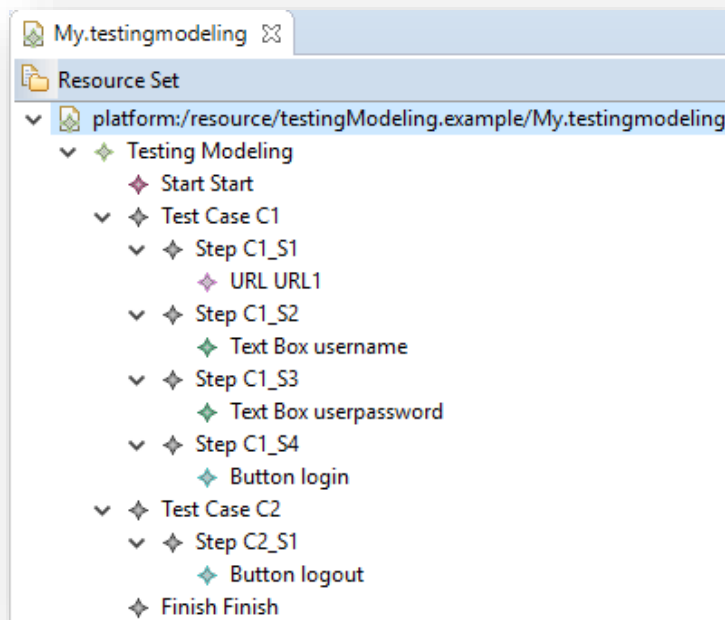 My.testingmodeling
Resource Set
platform:/resource/testingModeling.example/My.testingmodeling
Testing Modeling
Start Start
Test Case C1
Step C1_S1
URL URL1
Step C1_S2
Text Box username
Step C1_S3
Text Box userpassword
Step C1_S4
Button login
Test Case C2
Step C2_S1
Button logout
Finish Finish